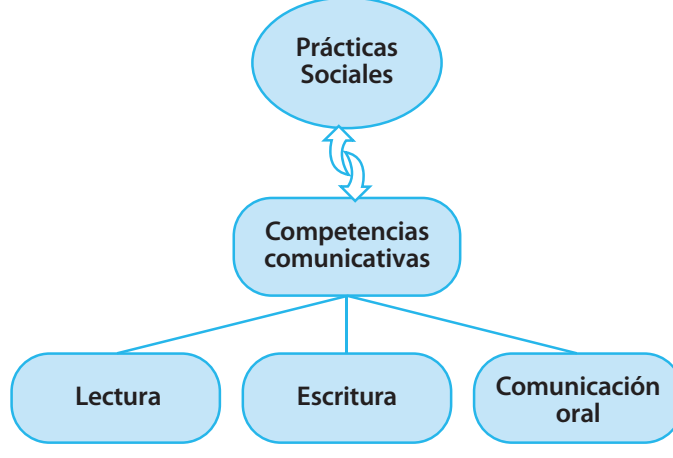 Prácticas
Sociales
Competencias
comunicativas
Lectura
Escritura
Comunicación
oral